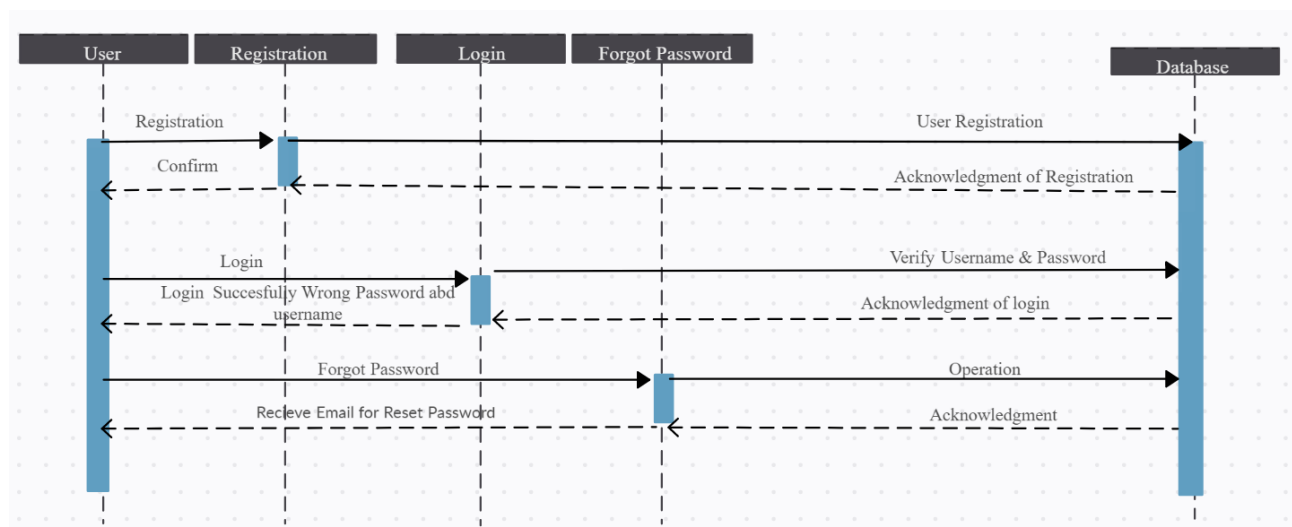 User
Registration
Login
Forgot Password
Database
Registration
User Registration
Confirm
Acknowledgment of Registration
Login
Verify Username & Password
Login Succesfully Wrong Password abd
username
Acknowledgment of login
Forgot Password
Operation
Recieve Email for Reset Password
Acknowledgment